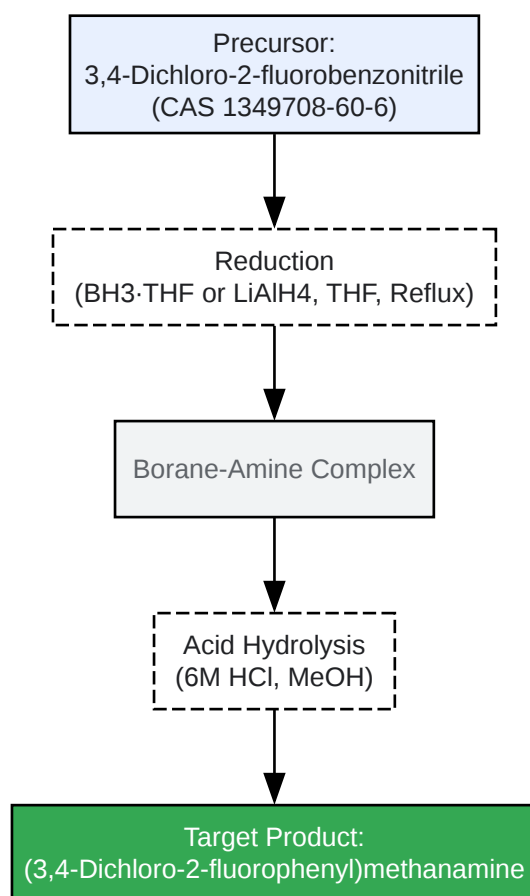 Precursor:
3,4-Dichloro-2-fluorobenzonitrile
(CAS 1349708-60-6)
Reduction
(BH3·THF or LiAlH4, THF, Reflux)
Borane-Amine Complex
Acid Hydrolysis
(6M HCl, MeOH)
Target Product:
(3,4-Dichloro-2-fluorophenyl)methanamine